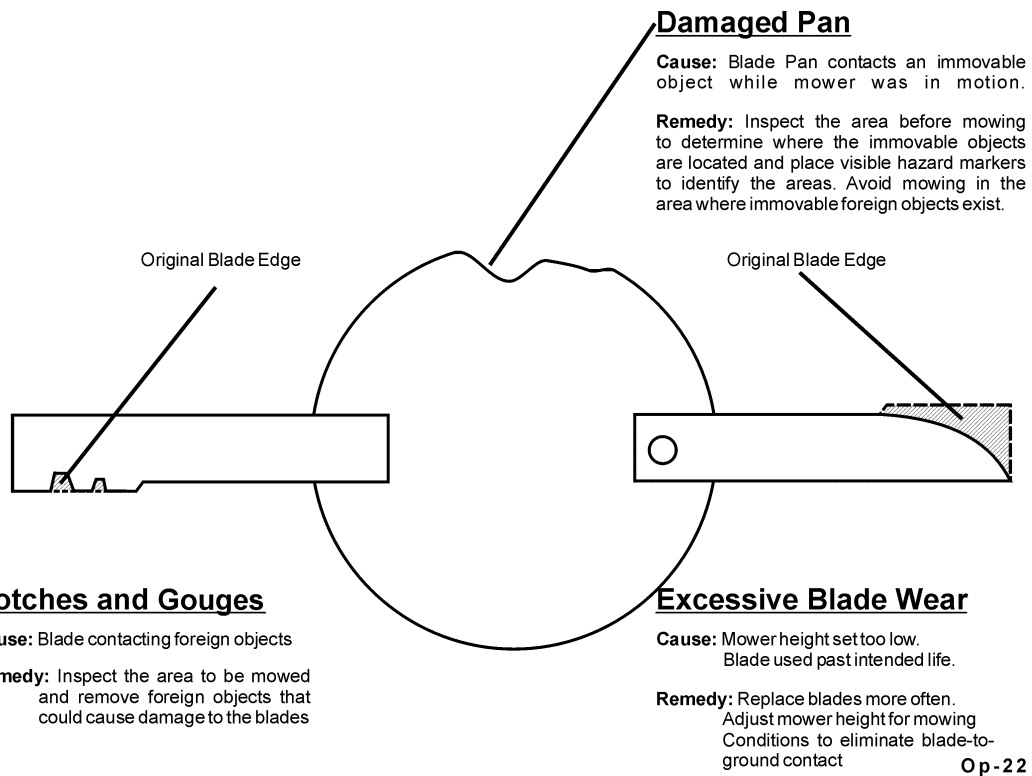 Damaged Pan
Cause: Blade Pan contacts an immovable
object while mower was in motion.
Remedy: Inspect the area before mowing
to determine where the immovable objects
are located and place visible hazard markers
to identify the areas. Avoid mowing in the
area where immovable foreign objects exist.
Original Blade Edge
Original Blade Edge
otches and Gouges
use: Blade contacting foreign objects
medy: Inspect the area to be mowed
and remove foreign objects that
could cause damage to the blades
Excessive Blade Wear
Cause: Mower height set too low.
Blade used past intended life.
Remedy: Replace blades more often.
Adjust mower height for mowing
Conditions to eliminate blade-to-
ground contact
Op-22